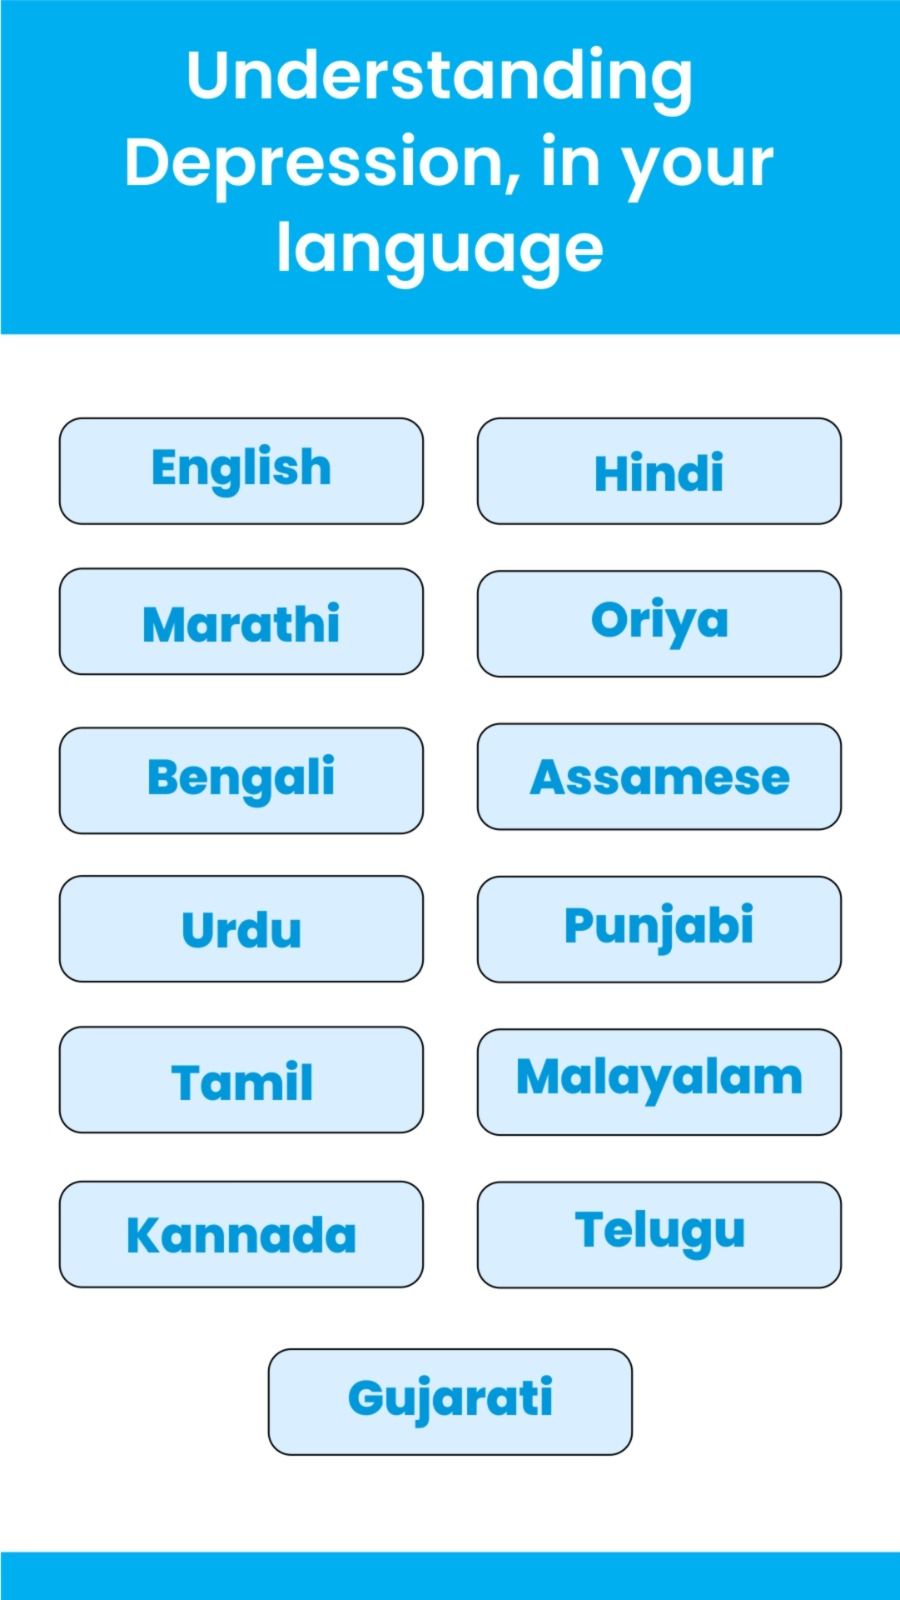 Understanding
Depression, in your
language
English
Hindi
Marathi
Oriya
Bengali
Assamese
Urdu
Punjabi
Tamil
Malayalam
Kannada
Telugu
Gujarati